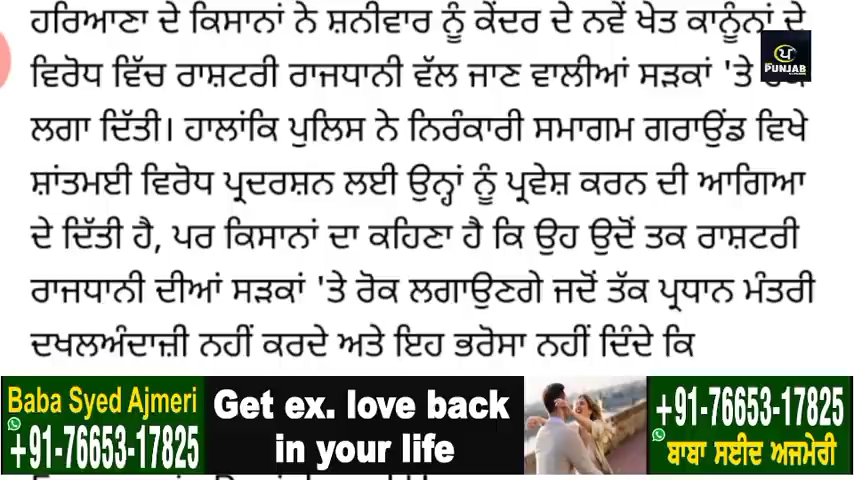 ਹਰਿਆਣਾ ਦੇ ਕਿਸਾਨਾਂ ਨੇ ਸ਼ਨੀਵਾਰ ਨੂੰ ਕੇਂਦਰ ਦੇ ਨਵੇਂ ਖੇਤ ਕਾਨੂੰਨਾਂ ਦੇ
ਵਿਰੋਧ ਵਿੱਚ ਰਾਸ਼ਟਰੀ ਰਾਜਧਾਨੀ ਵੱਲ ਜਾਣ ਵਾਲੀਆਂ ਸੜਕਾਂ 'ਤੇ
ਲਗਾ ਦਿੱਤੀ। ਹਾਲਾਂਕਿ ਪੁਲਿਸ ਨੇ ਨਿਰੰਕਾਰੀ ਸਮਾਗਮ ਗਰਾਉਂਡ ਵਿਖੇ
ਸ਼ਾਂਤਮਈ ਵਿਰੋਧ ਪ੍ਰਦਰਸ਼ਨ ਲਈ ਉਨ੍ਹਾਂ ਨੂੰ ਪ੍ਰਵੇਸ਼ ਕਰਨ ਦੀ ਆਗਿਆ
ਦੇ ਦਿੱਤੀ ਹੈ, ਪਰ ਕਿਸਾਨਾਂ ਦਾ ਕਹਿਣਾ ਹੈ ਕਿ ਉਹ ਉਦੋਂ ਤਕ ਰਾਸ਼ਟਰੀ
ਰਾਜਧਾਨੀ ਦੀਆਂ ਸੜਕਾਂ 'ਤੇ ਰੋਕ ਲਗਾਉਣਗੇ ਜਦੋਂ ਤੱਕ ਪ੍ਰਧਾਨ ਮੰਤਰੀ
ਦਖਲਅੰਦਾਜ਼ੀ ਨਹੀਂ ਕਰਦੇ ਅਤੇ ਇਹ ਭਰੋਸਾ ਨਹੀਂ ਦਿੰਦੇ ਕਿ
ਪ
PUNJAB
Baba Syed Ajmeri
+91-76653-17825
Get ex. love back
in your life
+91-76653-17825
ਬਾਬਾ ਸਈਦ ਅਜਮੇਰੀ